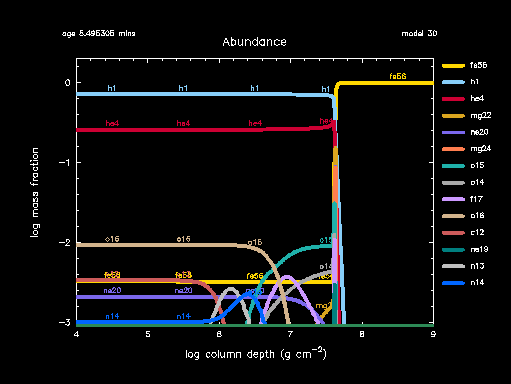 age 5.495305 mins
model 30
Abundance
fe56
h1 h1 h1 h1
he4 he4 he4 he4
o16 o16 o16
o15
o14
fe56 fe56 fe56
ne20 ne20
n14 n14
0
−1
−2
−3
4 5 6 7 8 9
log mass fraction
log column depth (g cm−2)
fe56
h1
he4
mg22
ne20
mg24
o15
o14
f17
o16
c12
ne19
n13
n14